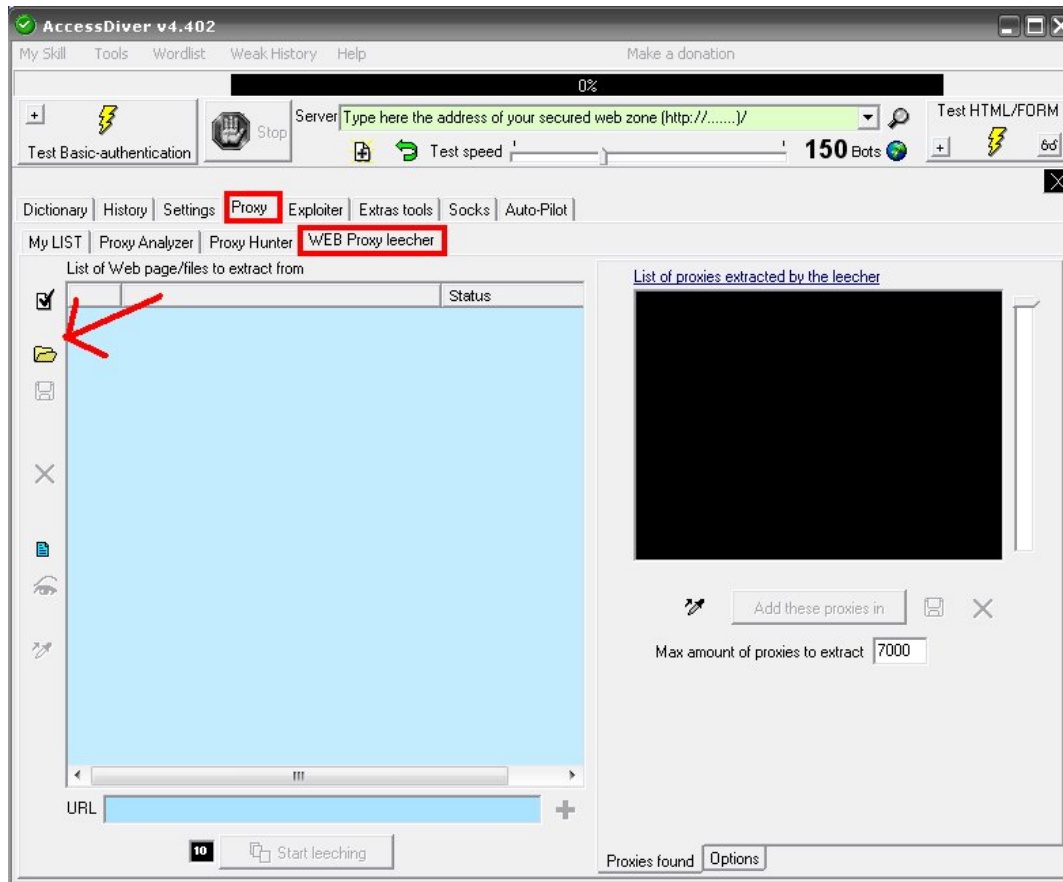 AccessDiver v4.402
My Skill Tools Wordlist Weak History Help Make a donation
0%
Test Basic-authentication
Stop
Server Type here the address of your secured web zone (http://.......)/
Test speed 150 Bots
Test HTML/FORM
Dictionary History Settings Proxy Exploiter Extras tools Socks Auto-Pilot
My LIST Proxy Analyzer Proxy Hunter WEB Proxy leecher
List of Web page/files to extract from
Status
List of proxies extracted by the leecher
Add these proxies in
Max amount of proxies to extract 7000
URL
10 Start leeching
Proxies found Options